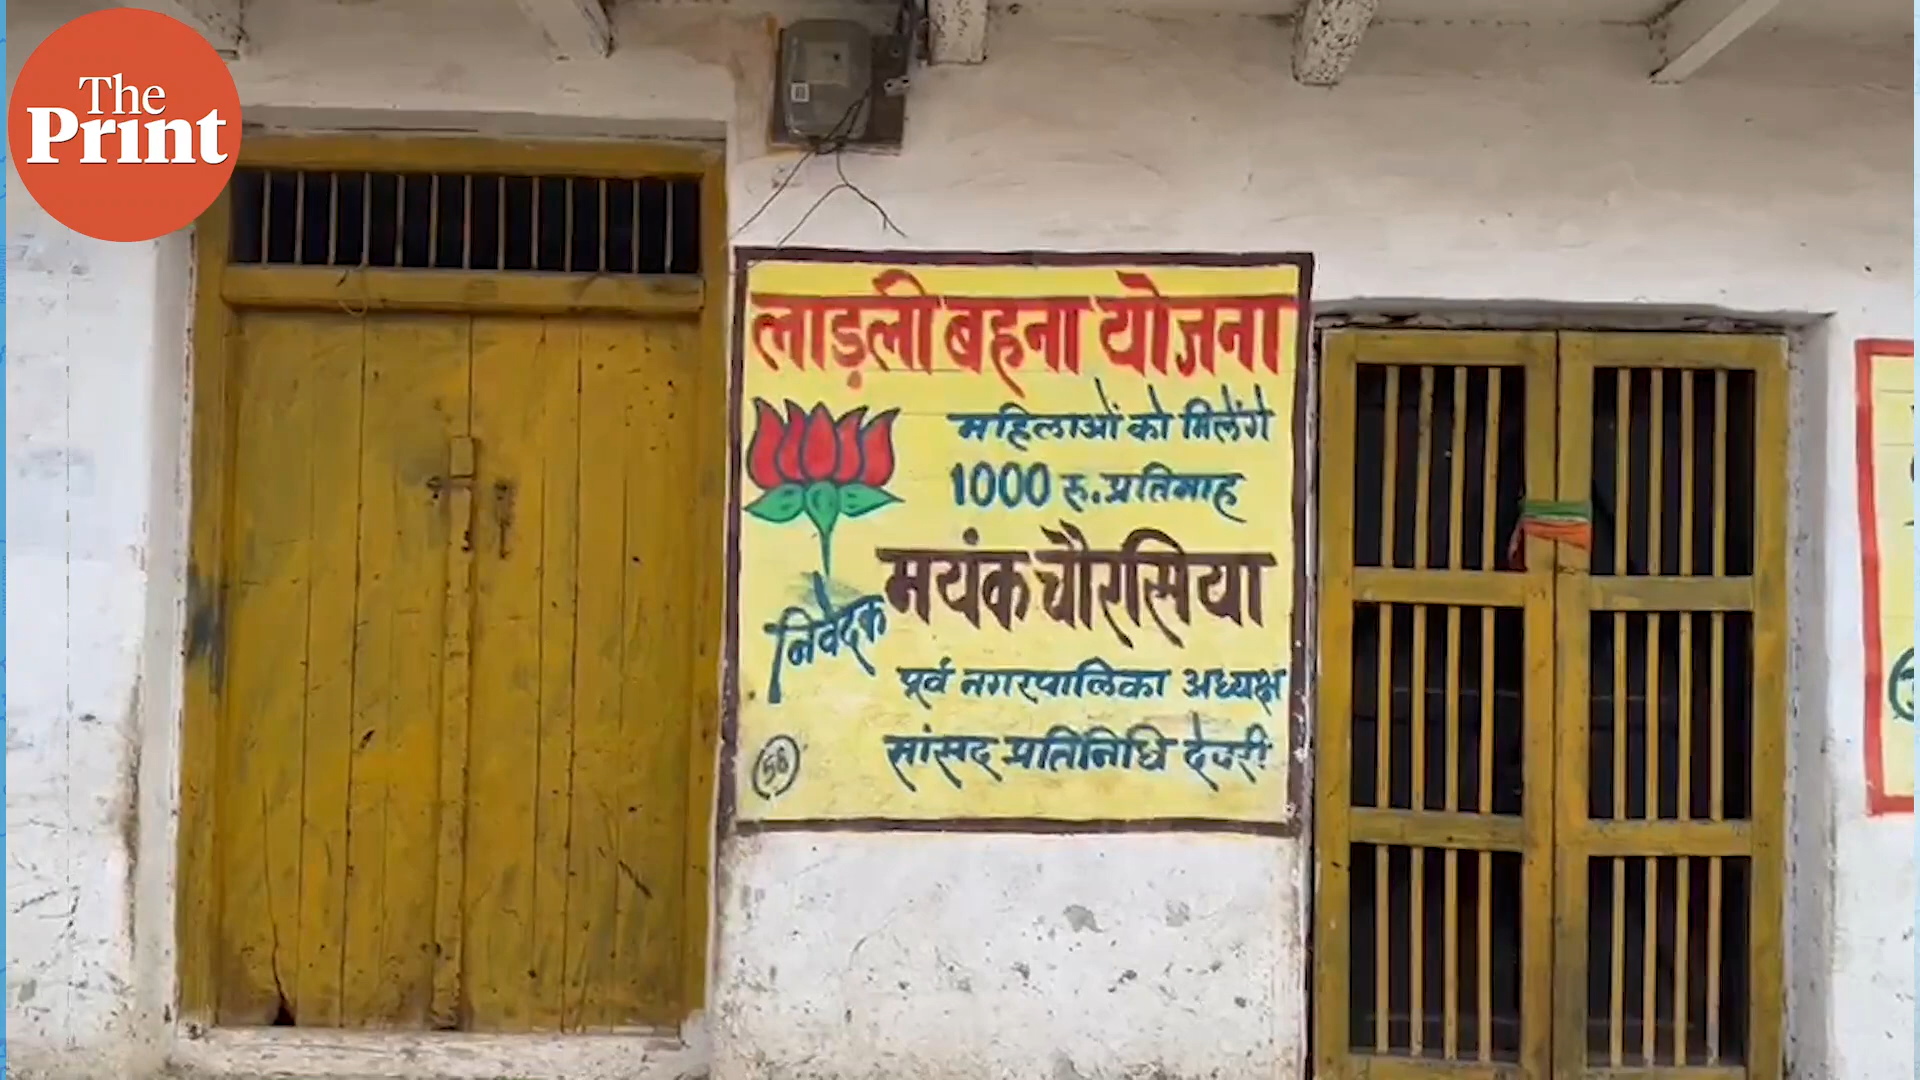 The
Print
लाड़ली बहना योजना
महिलाओं को मिलेंगे
1000 रु. प्रतिमाह
निवेदक
मयंक चौरसिया
पूर्व नगरपालिका अध्यक्ष
सांसद प्रतिनिधि देवरी
56